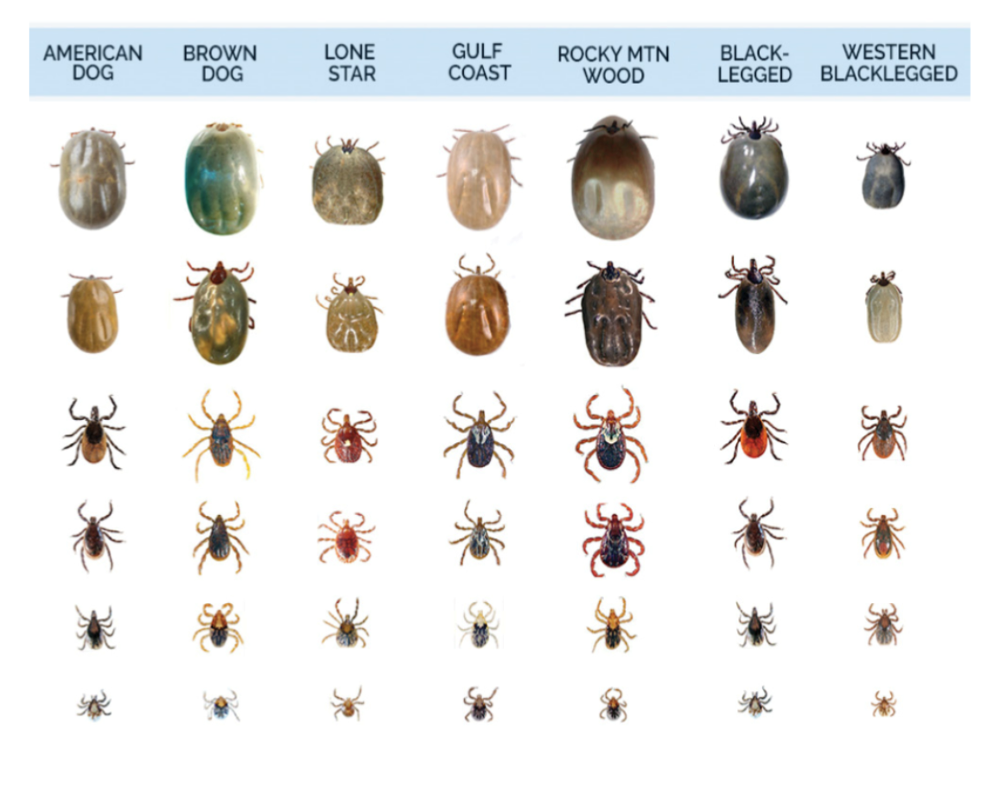 AMERICAN
DOG
BROWN
DOG
LONE
STAR
GULF
COAST
ROCKY MTN
WOOD
BLACK-
LEGGED
WESTERN
BLACKLEGGED